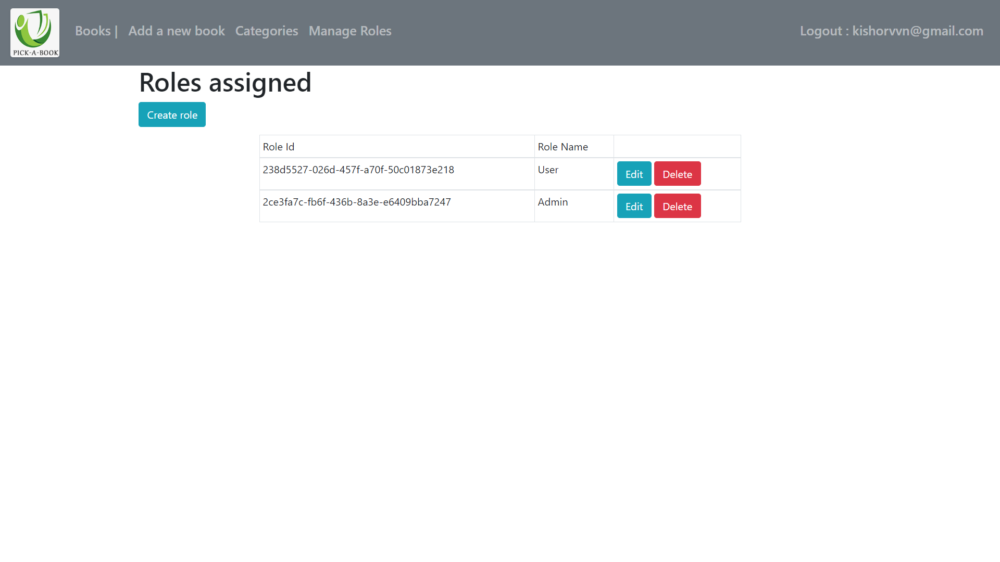 PICK-A-BOOK
Books | Add a new book Categories Manage Roles Logout : kishorvvn@gmail.com
Roles assigned
Create role
Role Id Role Name
238d5527-026d-457f-a70f-50c01873e218 User Edit Delete
2ce3fa7c-fb6f-436b-8a3e-e6409bba7247 Admin Edit Delete